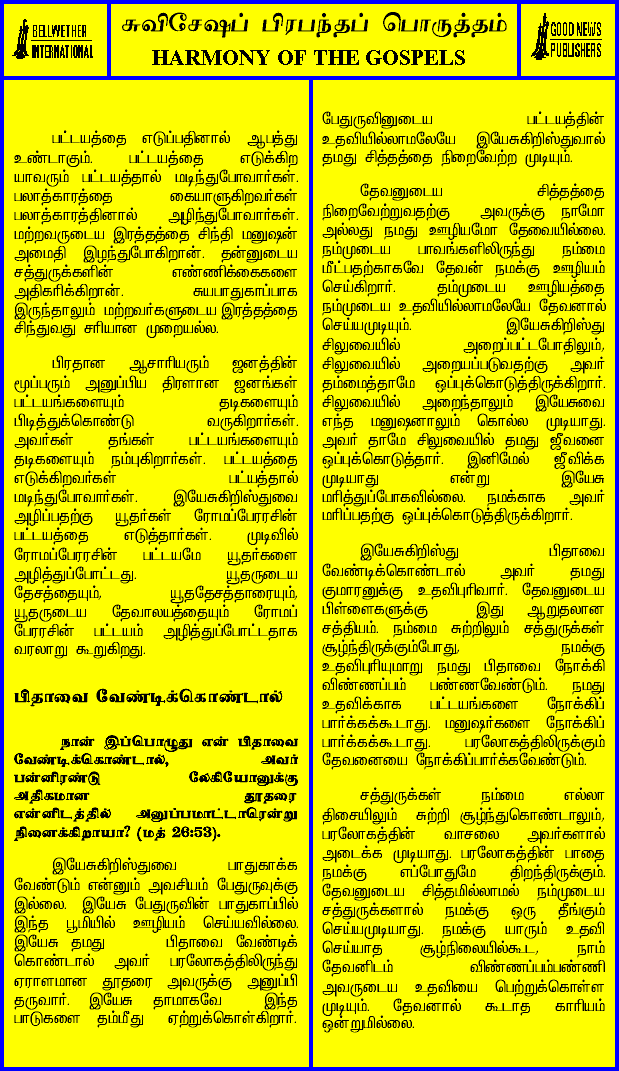 BELLWETHER
INTERNATIONAL
சுவிசேஷப் பிரபந்தப் பொருத்தம்
HARMONY OF THE GOSPELS
GOOD NEWS
PUBLISHERS
பட்டயத்தை எடுப்பதினால் ஆபத்து
உண்டாகும். பட்டயத்தை எடுக்கிற
யாவரும் பட்டயத்தால் மடிந்துபோவார்கள்.
பலாத்காரத்தை கையாளுகிறவர்கள்
பலாத்காரத்தினால் அழிந்துபோவார்கள்.
மற்றவருடைய இரத்தத்தை சிந்தி மனுஷன்
அமைதி இழந்துபோகிறான். தன்னுடைய
சத்துருக்களின் எண்ணிக்கைகளை
அதிகரிக்கிறான். சுயபாதுகாப்பாக
இருந்தாலும் மற்றவர்களுடைய இரத்தத்தை
சிந்துவது சரியான முறையல்ல.
பிரதான ஆசாரியரும் ஜனத்தின்
மூப்பரும் அனுப்பிய திரளான ஜனங்கள்
பட்டயங்களையும் தடிகளையும்
பிடித்துக்கொண்டு வருகிறார்கள்.
அவர்கள் தங்கள் பட்டயங்களையும்
தடிகளையும் நம்புகிறார்கள். பட்டயத்தை
எடுக்கிறவர்கள் பட்யத்தால்
மடிந்துபோவார்கள். இயேசுகிறிஸ்துவை
அழிப்பதற்கு யூதர்கள் ரோமப்பேரரசின்
பட்டயத்தை எடுத்தார்கள். முடிவில்
ரோமப்பேரரசின் பட்டயமே யூதர்களை
அழித்துப்போட்டது. யூதருடைய
தேசத்தையும், யூததேசத்தாரையும்,
யூதருடைய தேவாலயத்தையும் ரோமப்
பேரரசின் பட்டயம் அழித்துப்போட்டதாக
வரலாறு கூறுகிறது.
பிதாவை வேண்டிக்கொண்டால்
நான் இப்பொழுது என் பிதாவை
வேண்டிக்கொண்டால், அவர்
பன்னிரண்டு லேகியோனுக்கு
அதிகமான தூதரை
என்னிடத்தில் அனுப்பமாட்டாரென்று
நினைக்கிறாயா? (மத் 26:53).
இயேசுகிறிஸ்துவை பாதுகாக்க
வேண்டும் என்னும் அவசியம் பேதுருவுக்கு
இல்லை. இயேசு பேதுருவின் பாதுகாப்பில்
இந்த பூமியில் ஊழியம் செய்யவில்லை.
இயேசு தமது பிதாவை வேண்டிக்
கொண்டால் அவர் பரலோகத்திலிருந்து
ஏராளமான தூதரை அவருக்கு அனுப்பி
தருவார். இயேசு தாமாகவே இந்த
பாடுகளை தம்மீது ஏற்றுக்கொள்கிறார்.
பேதுருவினுடைய பட்டயத்தின்
உதவியில்லாமலேயே இயேசுகிறிஸ்துவால்
தமது சித்தத்தை நிறைவேற்ற முடியும்.
தேவனுடைய சித்தத்தை
நிறைவேற்றுவதற்கு அவருக்கு நாமோ
அல்லது நமது ஊழியமோ தேவையில்லை.
நம்முடைய பாவங்களிலிருந்து நம்மை
மீட்பதற்காகவே தேவன் நமக்கு ஊழியம்
செய்கிறார். தம்முடைய ஊழியத்தை
நம்முடைய உதவியில்லாமலேயே தேவனால்
செய்யமுடியும். இயேசுகிறிஸ்து
சிலுவையில் அறைப்பட்டபோதிலும்,
சிலுவையில் அறையப்படுவதற்கு அவர்
தம்மைத்தாமே ஒப்புக்கொடுத்திருக்கிறார்.
சிலுவையில் அறைந்தாலும் இயேசுவை
எந்த மனுஷனாலும் கொல்ல முடியாது.
அவர் தாமே சிலுவையில் தமது ஜீவனை
ஒப்புக்கொடுத்தார். இனிமேல் ஜீவிக்க
முடியாது என்று இயேசு
மரித்துப்போகவில்லை. நமக்காக அவர்
மரிப்பதற்கு ஒப்புக்கொடுத்திருக்கிறார்.
இயேசுகிறிஸ்து பிதாவை
வேண்டிக்கொண்டால் அவர் தமது
குமாரனுக்கு உதவிபுரிவார். தேவனுடைய
பிள்ளைகளுக்கு இது ஆறுதலான
சத்தியம். நம்மை சுற்றிலும் சத்துருக்கள்
சூழ்ந்திருக்கும்போது, நமக்கு
உதவிபுரியுமாறு நமது பிதாவை நோக்கி
விண்ணப்பம் பண்ணவேண்டும். நமது
உதவிக்காக பட்டயங்களை நோக்கிப்
பார்க்கக்கூடாது. மனுஷர்களை நோக்கிப்
பார்க்கக்கூடாது. பரலோகத்திலிருக்கும்
தேவனையை நோக்கிப்பார்க்கவேண்டும்.
சத்துருக்கள் நம்மை எல்லா
திசையிலும் சுற்றி சூழ்ந்துகொண்டாலும்,
பரலோகத்தின் வாசலை அவர்களால்
அடைக்க முடியாது. பரலோகத்தின் பாதை
நமக்கு எப்போதுமே திறந்திருக்கும்.
தேவனுடைய சித்தமில்லாமல் நம்முடைய
சத்துருக்களால் நமக்கு ஒரு தீங்கும்
செய்யமுடியாது. நமக்கு யாரும் உதவி
செய்யாத சூழ்நிலையில்கூட, நாம்
தேவனிடம் விண்ணப்பம்பண்ணி
அவருடைய உதவியை பெற்றுக்கொள்ள
முடியும். தேவனால் கூடாத காரியம்
ஒன்றுமில்லை.